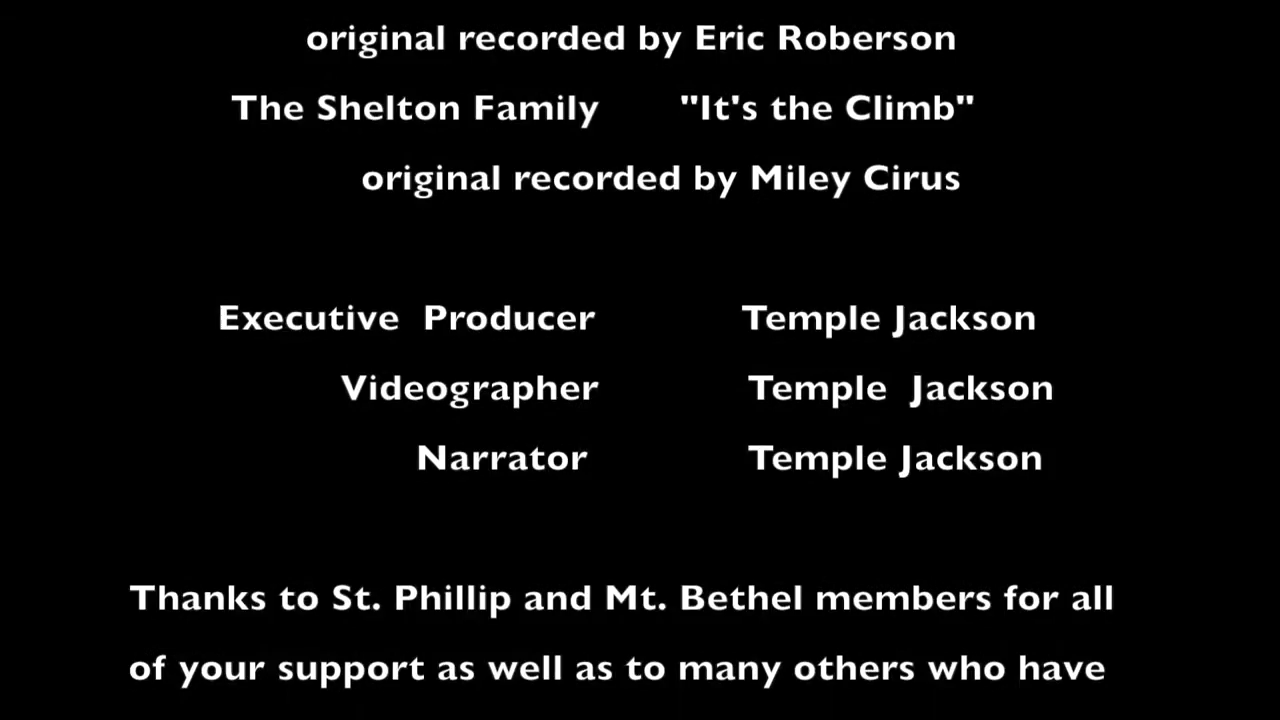 original recorded by Eric Roberson
The Shelton Family "It's the Climb"
original recorded by Miley Cirus
Executive Producer Temple Jackson
Videographer Temple Jackson
Narrator Temple Jackson
Thanks to St. Phillip and Mt. Bethel members for all
of your support as well as to many others who have